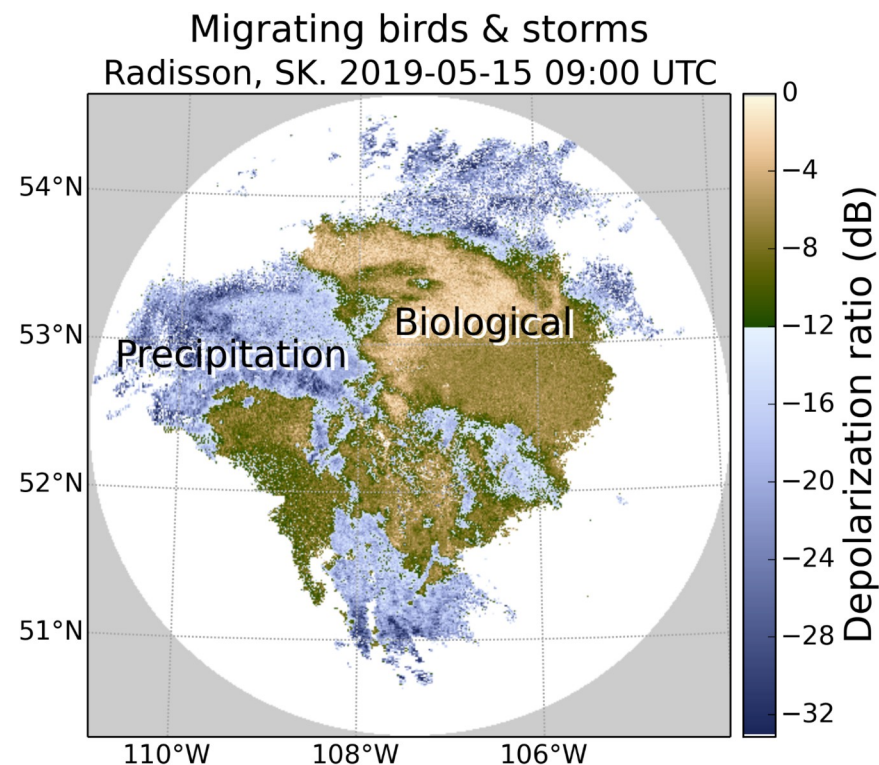 Migrating birds & storms
Radisson, SK. 2019-05-15 09:00 UTC
54°N
53°N
52°N
51°N
110°W 108°W 106°W
Biological
Precipitation
0
−4
−8
−12
−16
−20
−24
−28
−32
Depolarization ratio (dB)